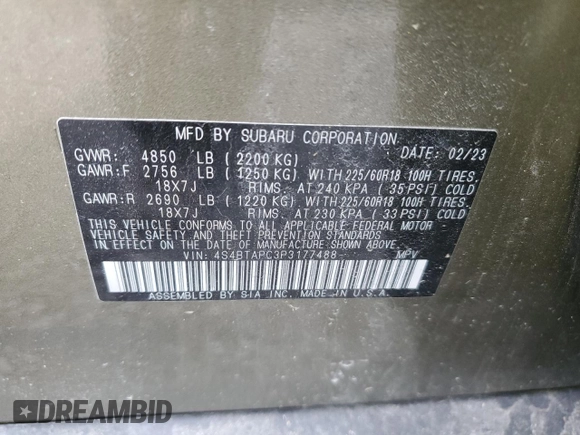 MFD BY SUBARU CORPORATION
GVWR: 4850 LB (2200 KG) DATE: 02/23
GAWR:F 2756 LB (1250 KG) WITH 225/60R18 100H TIRES,
18X7J RIMS, AT 240 KPA (35 PSI) COLD
GAWR:R 2690 LB (1220 KG) WITH 225/60R18 100H TIRES,
18X7J RIMS, AT 230 KPA (33 PSI) COLD
THIS VEHICLE CONFORMS TO ALL APPLICABLE FEDERAL MOTOR
VEHICLE SAFETY, BUMPER, AND THEFT PREVENTION STANDARDS IN
EFFECT ON THE DATE OF MANUFACTURE SHOWN ABOVE.
VIN: 4S4BTAPC3P3177488 MPV
ASSEMBLED BY SIA INC. MADE IN U.S.A.
DREAMBID